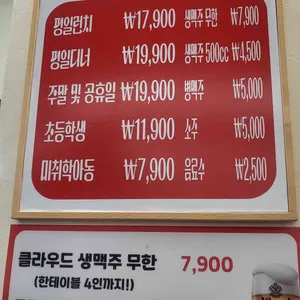 평일런치 ₩17,900 생맥주 무한 ₩7,900
평일디너 ₩19,900 생맥주 500cc ₩4,500
주말 및 공휴일 ₩19,900 병맥주 ₩5,000
초등학생 ₩11,900 소주 ₩5,000
미취학아동 ₩7,900 음료수 ₩2,500
클라우드 생맥주 무한 7,900
(한테이블 4인까지!)